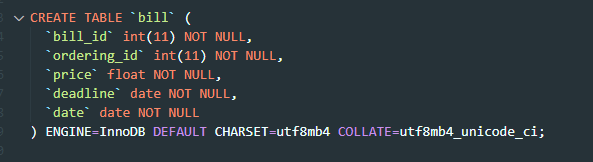 CREATE TABLE `bill` (
`bill_id` int(11) NOT NULL,
`ordering_id` int(11) NOT NULL,
`price` float NOT NULL,
`deadline` date NOT NULL,
`date` date NOT NULL
) ENGINE=InnoDB DEFAULT CHARSET=utf8mb4 COLLATE=utf8mb4_unicode_ci;